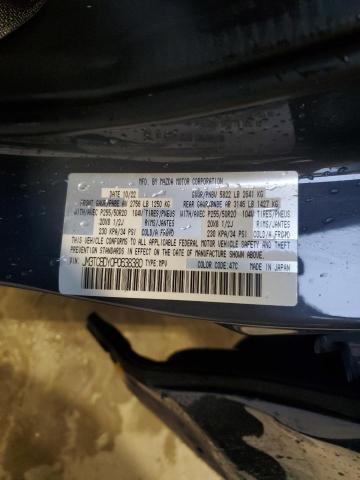 MFD. BY MAZDA MOTOR CORPORATION
DATE: 10/22 GVWR/PNBV 5822 LB 2641 KG
FRONT GAWR/PNBE AV 2756 LB 1250 KG REAR GAWR/PNBE AR 3146 LB 1427 KG
WITH/AVEC P255/50R20 104V TIRES/PNEUS WITH/AVEC P255/50R20 104V TIRES/PNEUS
20X8 1/2J RIMS/JANTES 20X8 1/2J RIMS/JANTES
230 KPA/34 PSI COLD/A FROID 230 KPA/34 PSI COLD/A FROID
THIS VEHICLE CONFORMS TO ALL APPLICABLE FEDERAL MOTOR VEHICLE SAFETY, BUMPER, AND THEFT
PREVENTION STANDARDS IN EFFECT ON THE DATE OF MANUFACTURE SHOWN ABOVE.
TYPE: MPV COLOR: 47C MADE IN JAPAN